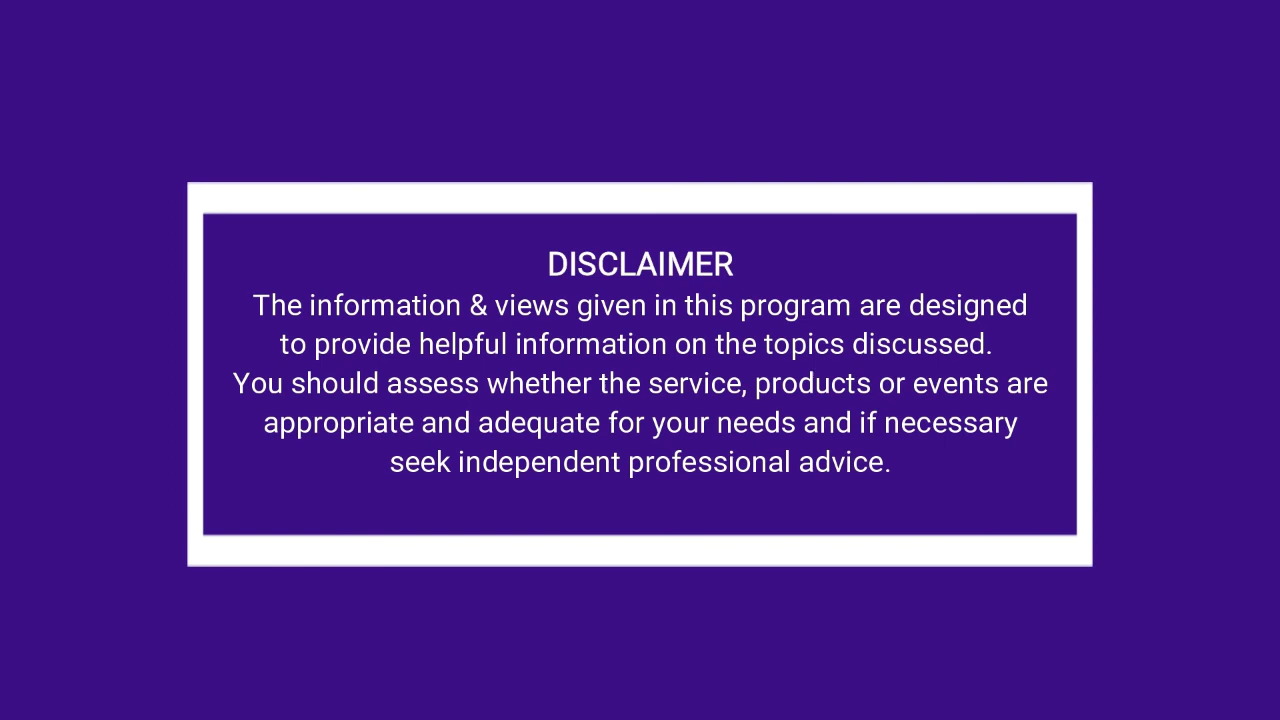 DISCLAIMER
The information & views given in this program are designed
to provide helpful information on the topics discussed.
You should assess whether the service, products or events are
appropriate and adequate for your needs and if necessary
seek independent professional advice.